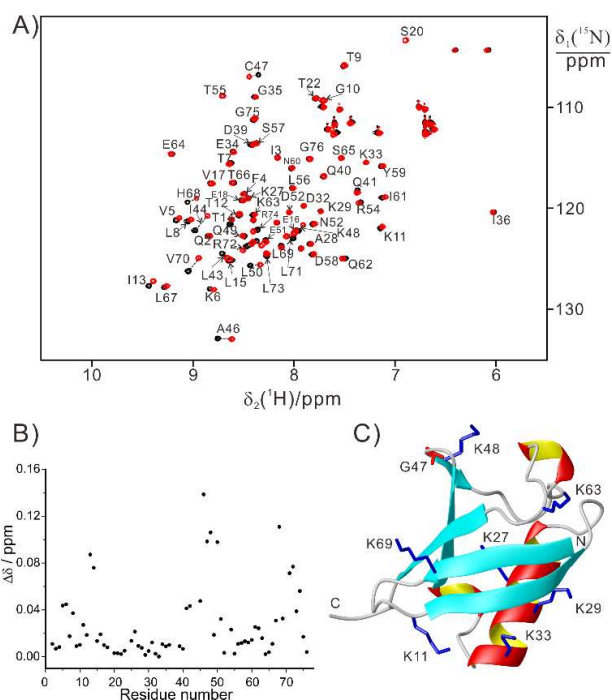 A)
S20
δ₁(¹⁵N)
ppm
C47
T9
T55
G35
T22
G10
110
G75
D39
S57
E64
E34
T7
I3
G76
S65
K33
N60
Y59
V17
T66
F4
L56
Q40
Q41
H68
E18
K27
D52
D32
I61
I44
K63
K29
R54
V5
T14
R74
E16
N52
120
I36
T12
L8
Q49
E51
K48
K11
Q2
R72
L69
A28
V70
L43
L50
L71
D58
Q62
I13
L15
L73
L67
K6
130
A46
10
9
8
7
6
δ₂(¹H)/ppm
B)
C)
0.16
0.12
0.08
0.04
0.00
Δδ / ppm
0 10 20 30 40 50 60 70
Residue number
K48
G47
K63
K69
K27
N
C
K29
K11
K33